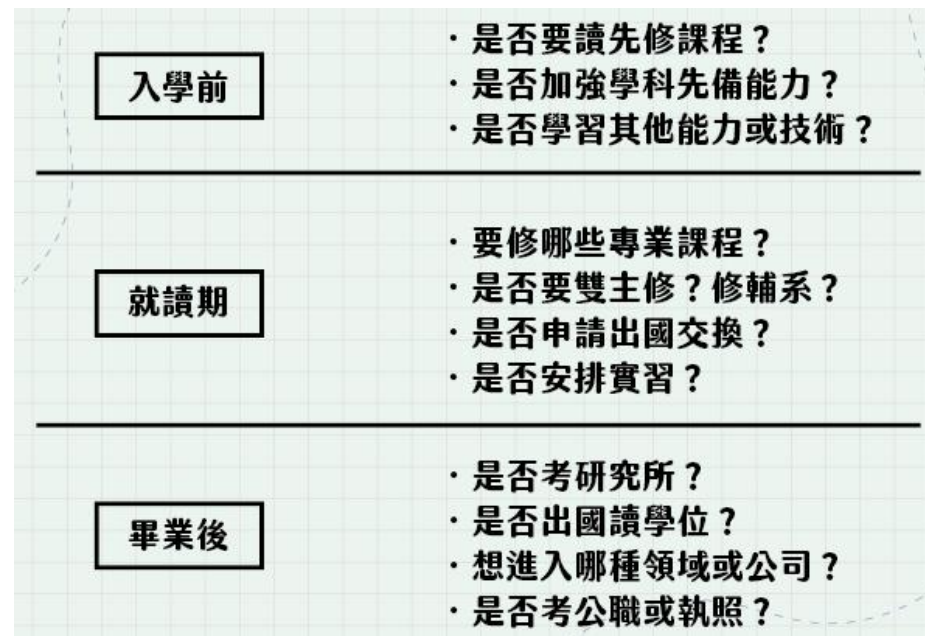 入學前
・是否要讀先修課程？
・是否加強學科先備能力？
・是否學習其他能力或技術？
就讀期
・要修哪些專業課程？
・是否要雙主修？修輔系？
・是否申請出國交換？
・是否安排實習？
畢業後
・是否考研究所？
・是否出國讀學位？
・想進入哪種領域或公司？
・是否考公職或執照？